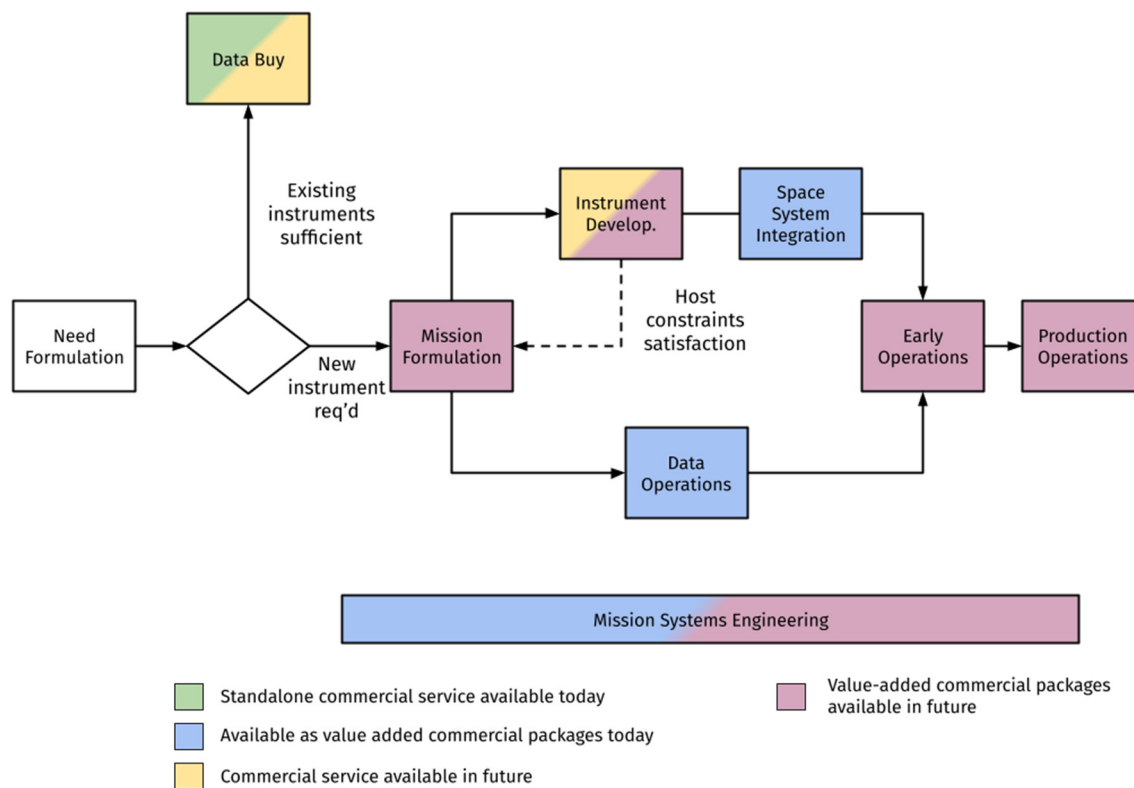 Data Buy
Existing
instruments
sufficient
Instrument
Develop.
Space
System
Integration
Host
constraints
satisfaction
Need
Formulation
New
instrument
req’d
Mission
Formulation
Early
Operations
Production
Operations
Data
Operations
Mission Systems Engineering
Standalone commercial service available today
Available as value added commercial packages today
Commercial service available in future
Value-added commercial packages
available in future